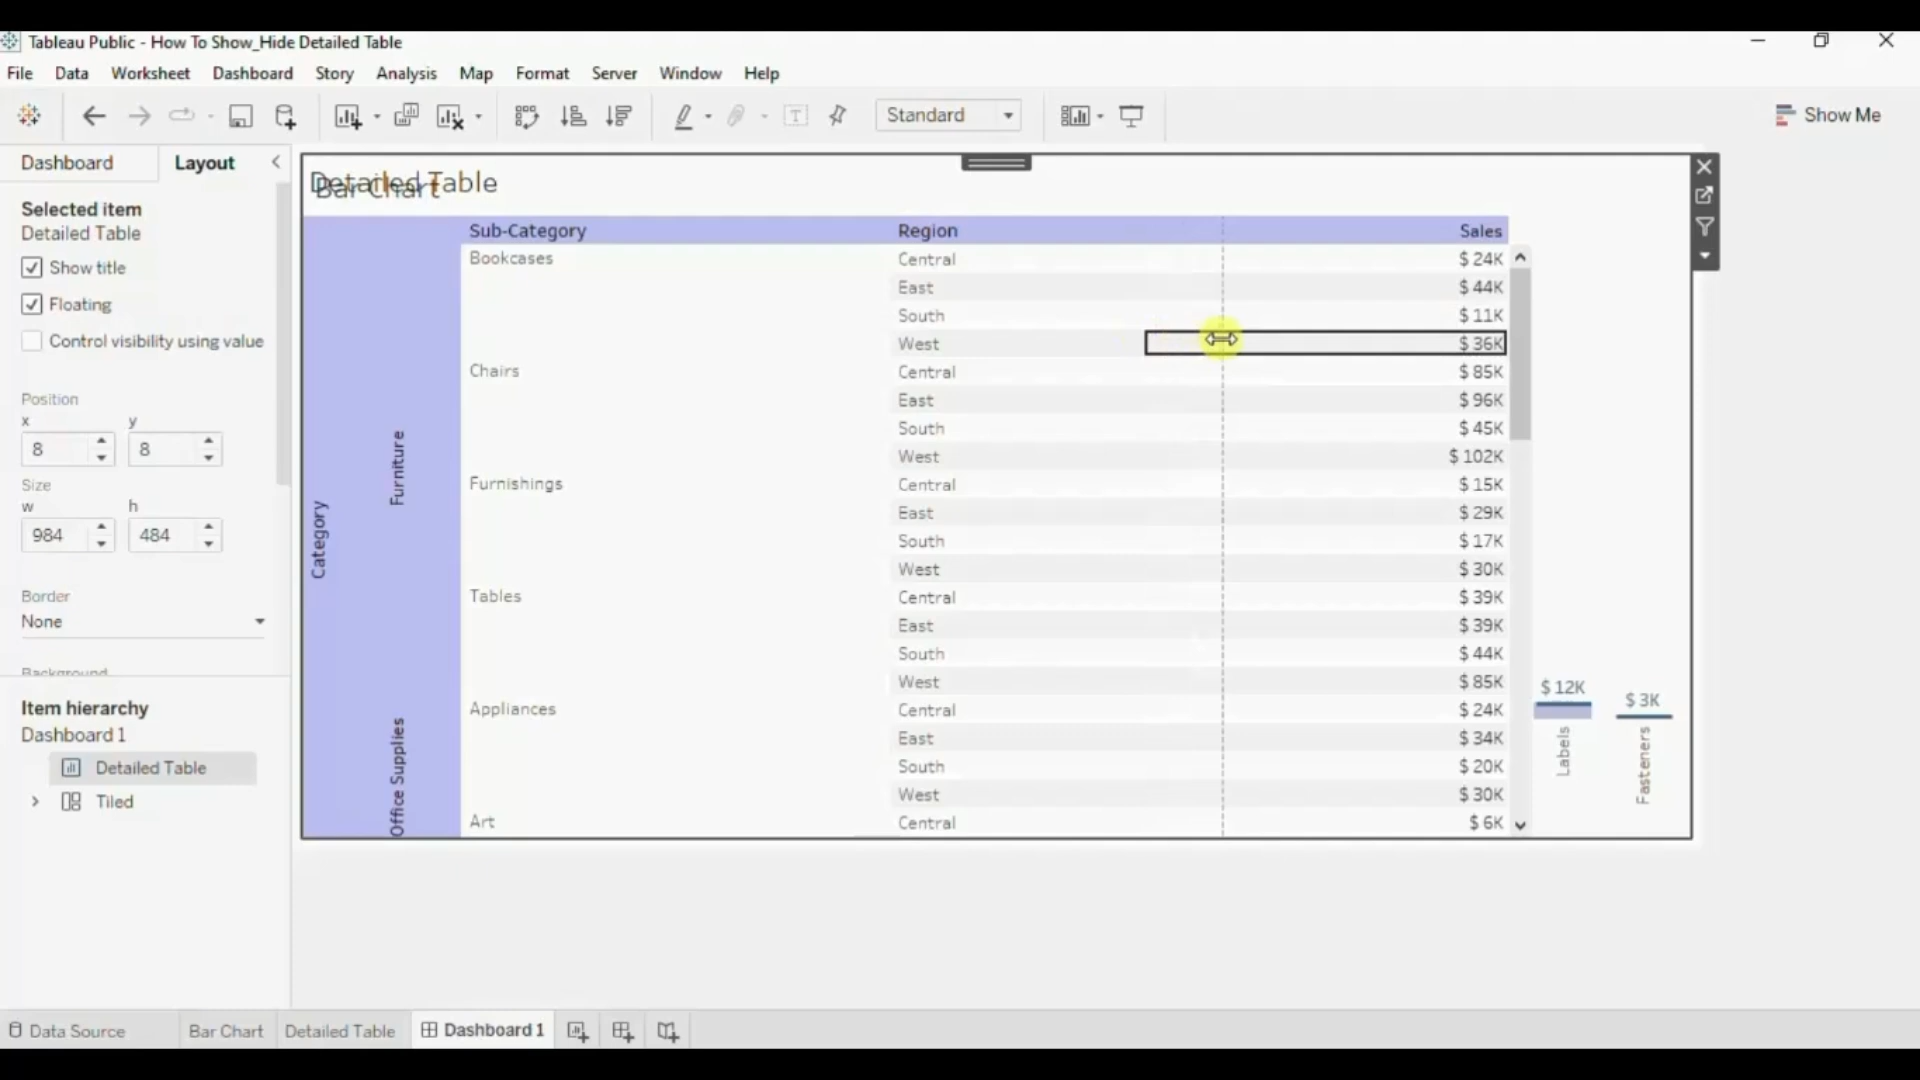 Tableau Public - How To Show_Hide Detailed Table
File Data Worksheet Dashboard Story Analysis Map Format Server Window Help
Standard
Show Me
Dashboard Layout
Selected item
Detailed Table
Show title
Floating
Control visibility using value
Position
x y
8 8
Size
w h
984 484
Border
None
Background
Item hierarchy
Dashboard 1
Detailed Table
Tiled
Detailed Table
Bar Chart
Sub-Category Region Sales
Category
Furniture
Office Supplies
Bookcases Central $ 24K
East $ 44K
South $ 11K
West $ 36K
Chairs Central $ 85K
East $ 96K
South $ 45K
West $ 102K
Furnishings Central $ 15K
East $ 29K
South $ 17K
West $ 30K
Tables Central $ 39K
East $ 39K
South $ 44K
West $ 85K
Appliances Central $ 24K
East $ 34K
South $ 20K
West $ 30K
Art Central $ 6K
$ 12K $ 3K
Labels Fasteners
Data Source Bar Chart Detailed Table Dashboard 1